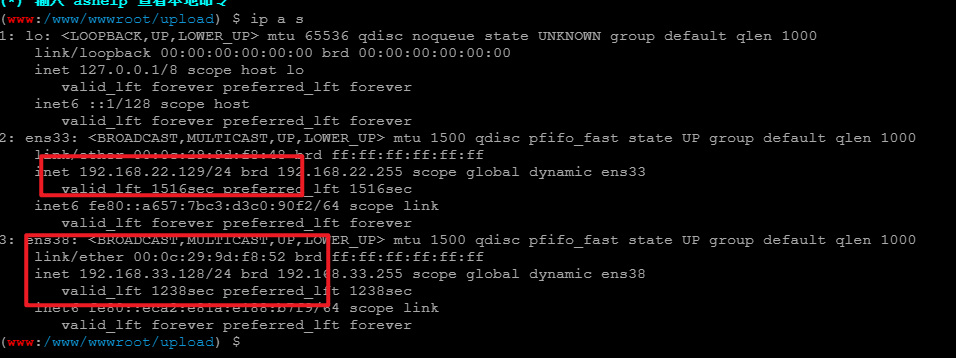 (*) 输入 ashelp 查看本地命令
(www:/www/wwwroot/upload) $ ip a s
1: lo: <LOOPBACK,UP,LOWER_UP> mtu 65536 qdisc noqueue state UNKNOWN group default qlen 1000
link/loopback 00:00:00:00:00:00 brd 00:00:00:00:00:00
inet 127.0.0.1/8 scope host lo
valid_lft forever preferred_lft forever
inet6 ::1/128 scope host
valid_lft forever preferred_lft forever
2: ens33: <BROADCAST,MULTICAST,UP,LOWER_UP> mtu 1500 qdisc pfifo_fast state UP group default qlen 1000
link/ether 00:0c:29:9d:f8:48 brd ff:ff:ff:ff:ff:ff
inet 192.168.22.129/24 brd 192.168.22.255 scope global dynamic ens33
valid_lft 1516sec preferred_lft 1516sec
inet6 fe80::a657:7bc3:d3c0:90f2/64 scope link
valid_lft forever preferred_lft forever
3: ens38: <BROADCAST,MULTICAST,UP,LOWER_UP> mtu 1500 qdisc pfifo_fast state UP group default qlen 1000
link/ether 00:0c:29:9d:f8:52 brd ff:ff:ff:ff:ff:ff
inet 192.168.33.128/24 brd 192.168.33.255 scope global dynamic ens38
valid_lft 1238sec preferred_lft 1238sec
inet6 scope link
valid_lft forever preferred_lft forever
(www:/www/wwwroot/upload) $